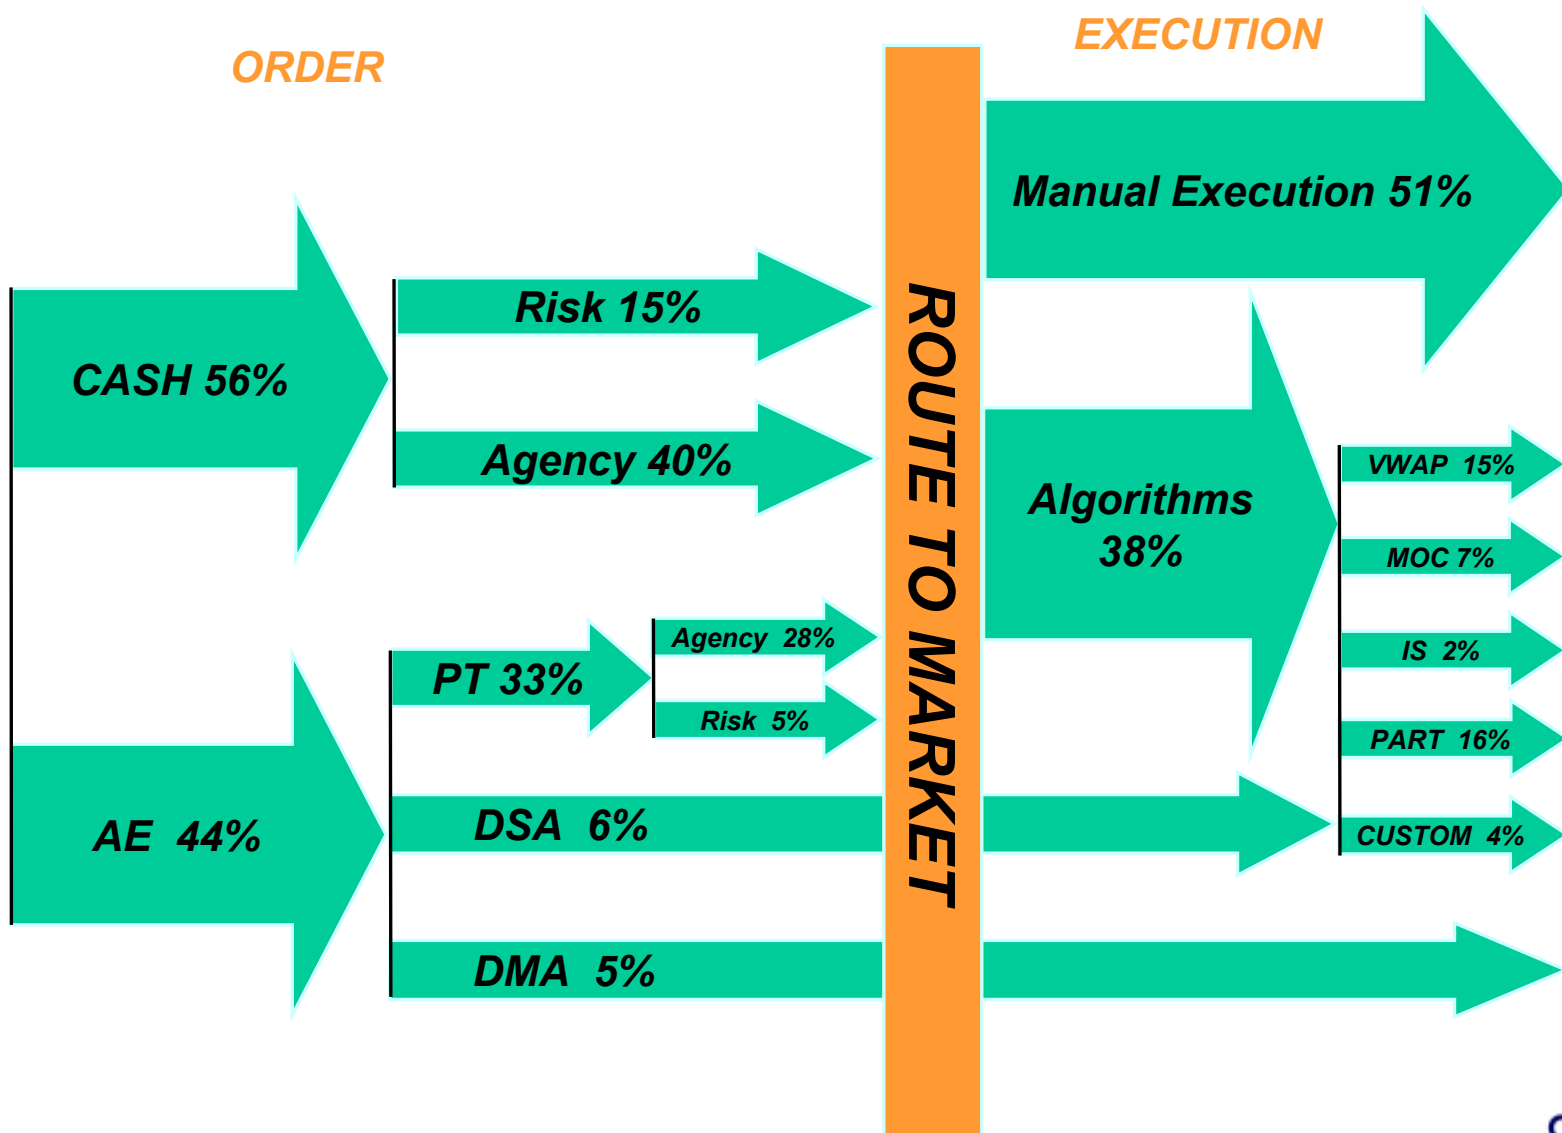 ORDER
EXECUTION
Manual Execution 51%
CASH 56%
Risk 15%
Agency 40%
AE 44%
PT 33%
Agency 28%
Risk 5%
DSA 6%
DMA 5%
ROUTE TO MARKET
Algorithms
38%
VWAP 15%
MOC 7%
IS 2%
PART 16%
CUSTOM 4%